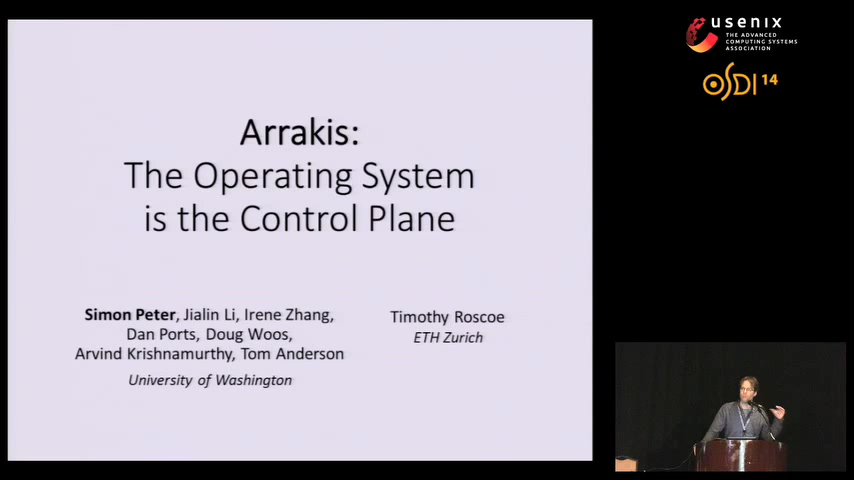 Arrakis:
The Operating System
is the Control Plane
Simon Peter, Jialin Li, Irene Zhang,
Dan Ports, Doug Woos,
Arvind Krishnamurthy, Tom Anderson
University of Washington
Timothy Roscoe
ETH Zurich
usenix
THE ADVANCED
COMPUTING SYSTEMS
ASSOCIATION
OSDI 14